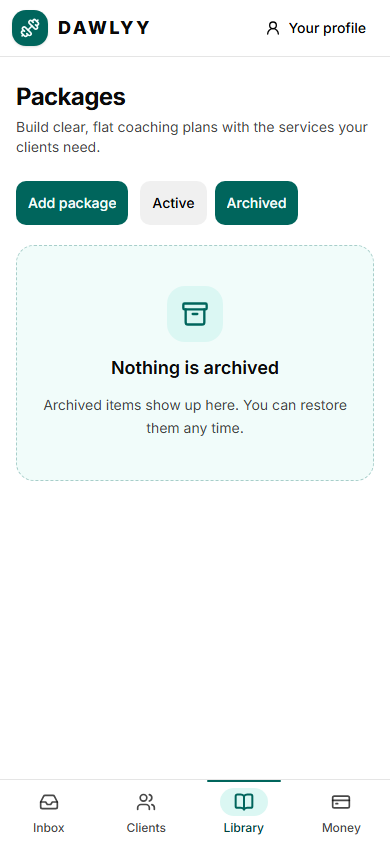 DAWLYY
Your profile
Packages
Build clear, flat coaching plans with the services your
clients need.
Add package
Active
Archived
Nothing is archived
Archived items show up here. You can restore
them any time.
Inbox
Clients
Library
Money